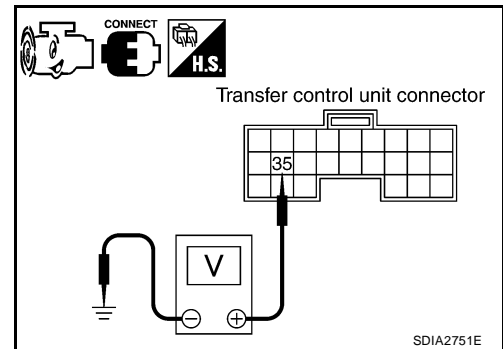 CONNECT
H.S.
Transfer control unit connector
35
V
− +
SDIA2751E